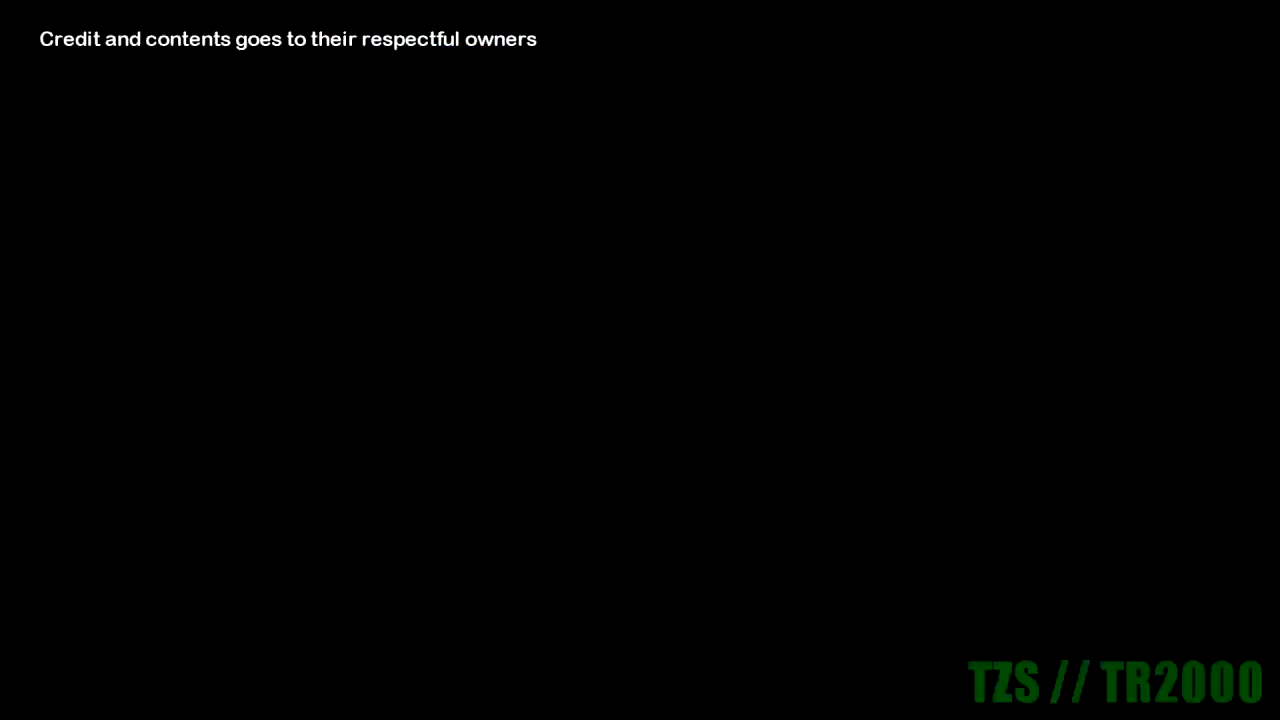 Credit and contents goes to their respectful owners
TZS // TR2000